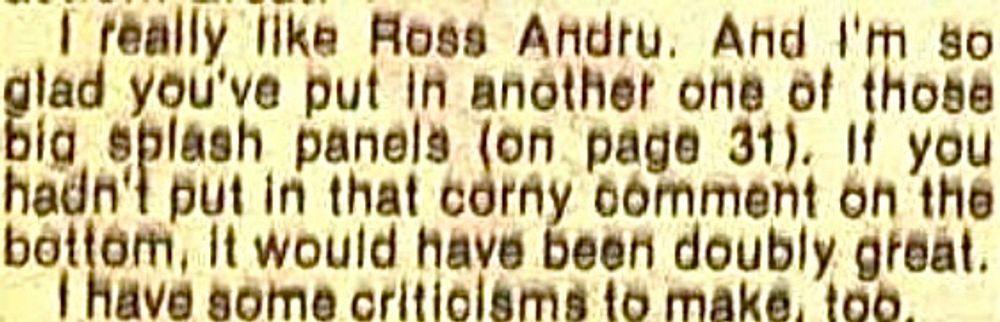 I really like Ross Andru. And I'm so
glad you've put in another one of those
big splash panels (on page 31). If you
hadn't put in that corny comment on the
bottom, it would have been doubly great.
I have some criticisms to make, too.